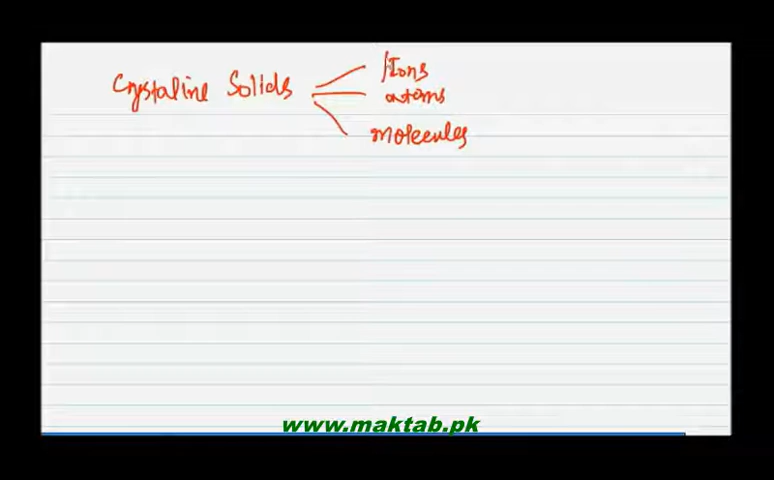 Crystaline Solids
Ions
atoms
molecules
www.maktab.pk